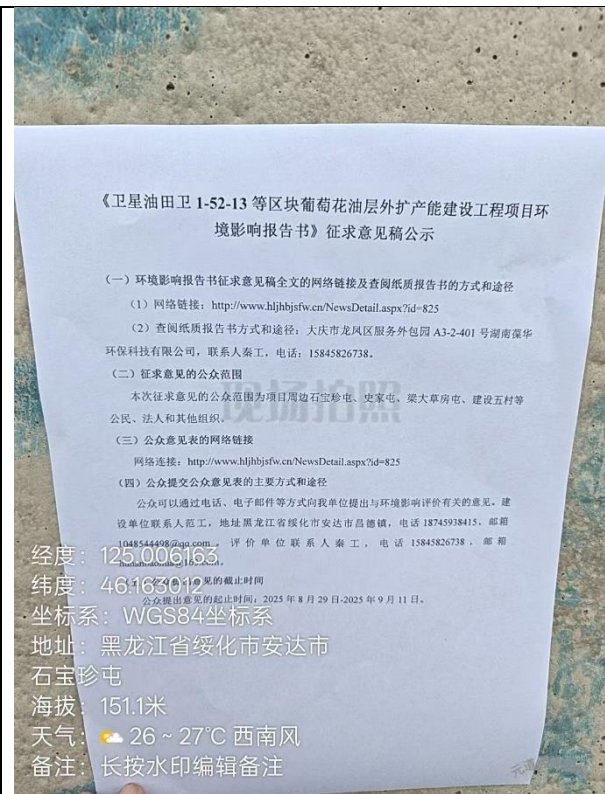 《卫星油田卫 1-52-13 等区块葡萄花油层外扩产能建设工程项目环
境影响报告书》征求意见稿公示
（一）环境影响报告书征求意见稿全文的网络链接及查阅纸质报告书的方式和途径
（1）网络链接：http://www.hljhbjsfw.cn/NewsDetail.aspx?id=825
（2）查阅纸质报告书方式和途径：大庆市龙凤区服务外包园 A3-2-401 号湖南葆华
环保科技有限公司，联系人秦工，电话：15845826738。
（二）征求意见的公众范围
本次征求意见的公众范围为项目周边石宝珍屯、史家屯、梁大草房屯、建设五村等
公民、法人和其他组织。
现场拍照
（三）公众意见表的网络链接
网络连接：http://www.hljhbjsfw.cn/NewsDetail.aspx?id=825
（四）公众提交公众意见表的主要方式和途径
公众可以通过电话、电子邮件等方式向我单位提出与环境影响评价有关的意见。建
设单位联系人范工，地址黑龙江省绥化市安达市昌德镇，电话 18745938415，邮箱
1048544498@qq.com。评价单位联系人秦工，电话 15845826738，邮箱
意见的截止时间
公众提出意见的起止时间：2025 年 8 月 29 日-2025 年 9 月 11 日。
经度：125.006163
纬度：46.163012
坐标系：WGS84坐标系
地址：黑龙江省绥化市安达市
石宝珍屯
海拔：151.1米
天气：26 ~ 27℃ 西南风
备注：长按水印编辑备注